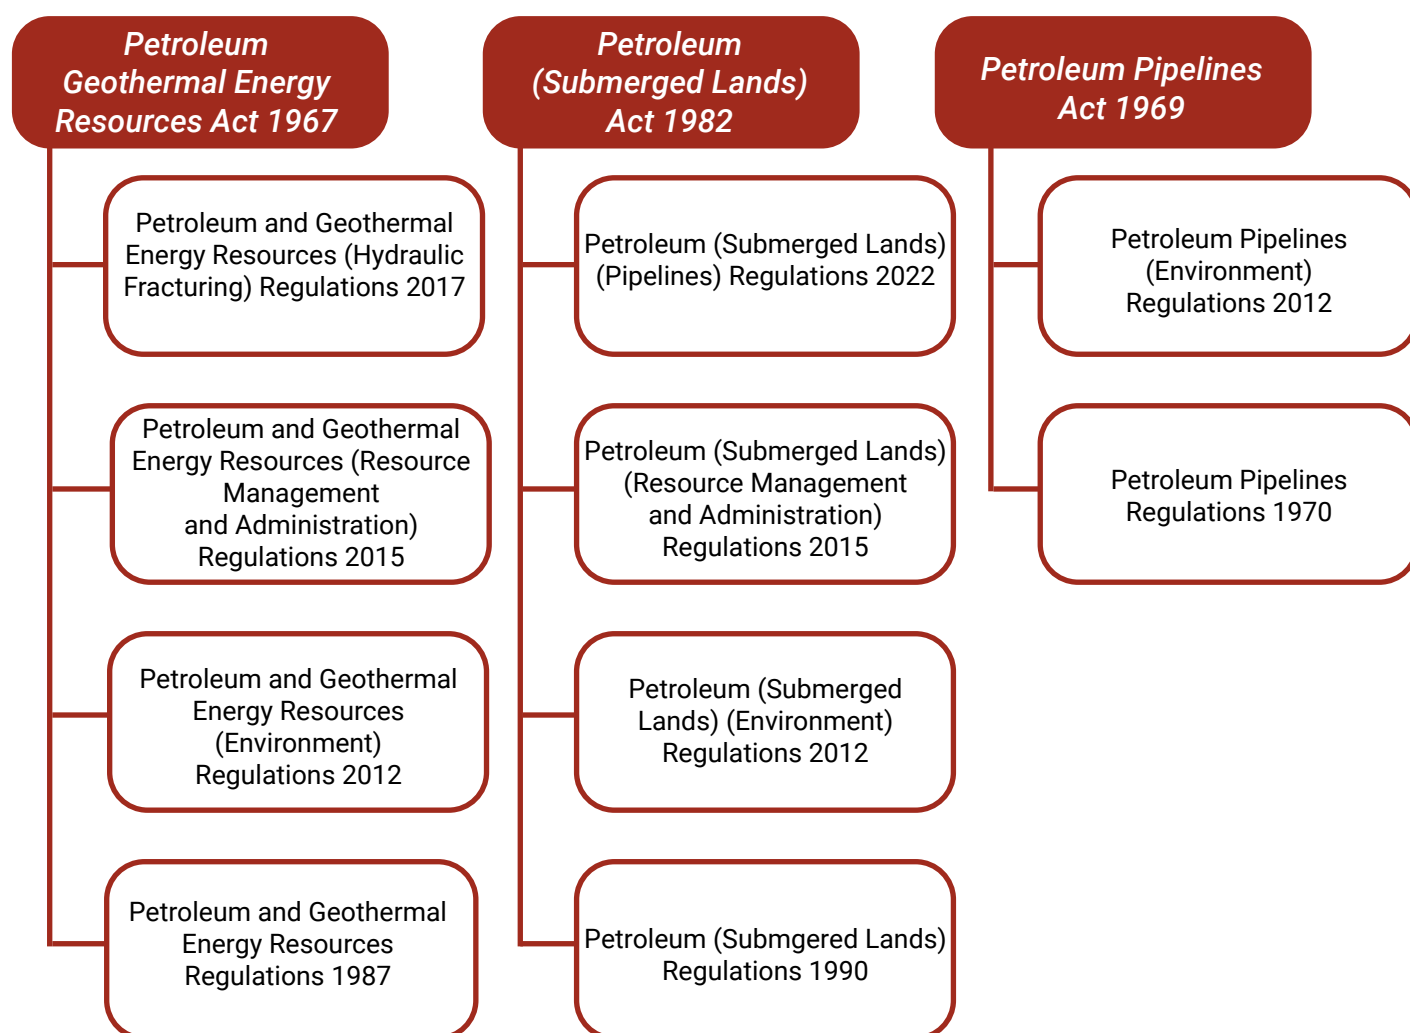 Petroleum
Geothermal Energy
Resources Act 1967
Petroleum and Geothermal
Energy Resources (Hydraulic
Fracturing) Regulations 2017
Petroleum and Geothermal
Energy Resources (Resource
Management
and Administration)
Regulations 2015
Petroleum and Geothermal
Energy Resources
(Environment)
Regulations 2012
Petroleum and Geothermal
Energy Resources
Regulations 1987
Petroleum
(Submerged Lands)
Act 1982
Petroleum (Submerged Lands)
(Pipelines) Regulations 2022
Petroleum (Submerged Lands)
(Resource Management
and Administration)
Regulations 2015
Petroleum (Submerged
Lands) (Environment)
Regulations 2012
Petroleum (Submgered Lands)
Regulations 1990
Petroleum Pipelines
Act 1969
Petroleum Pipelines
(Environment)
Regulations 2012
Petroleum Pipelines
Regulations 1970